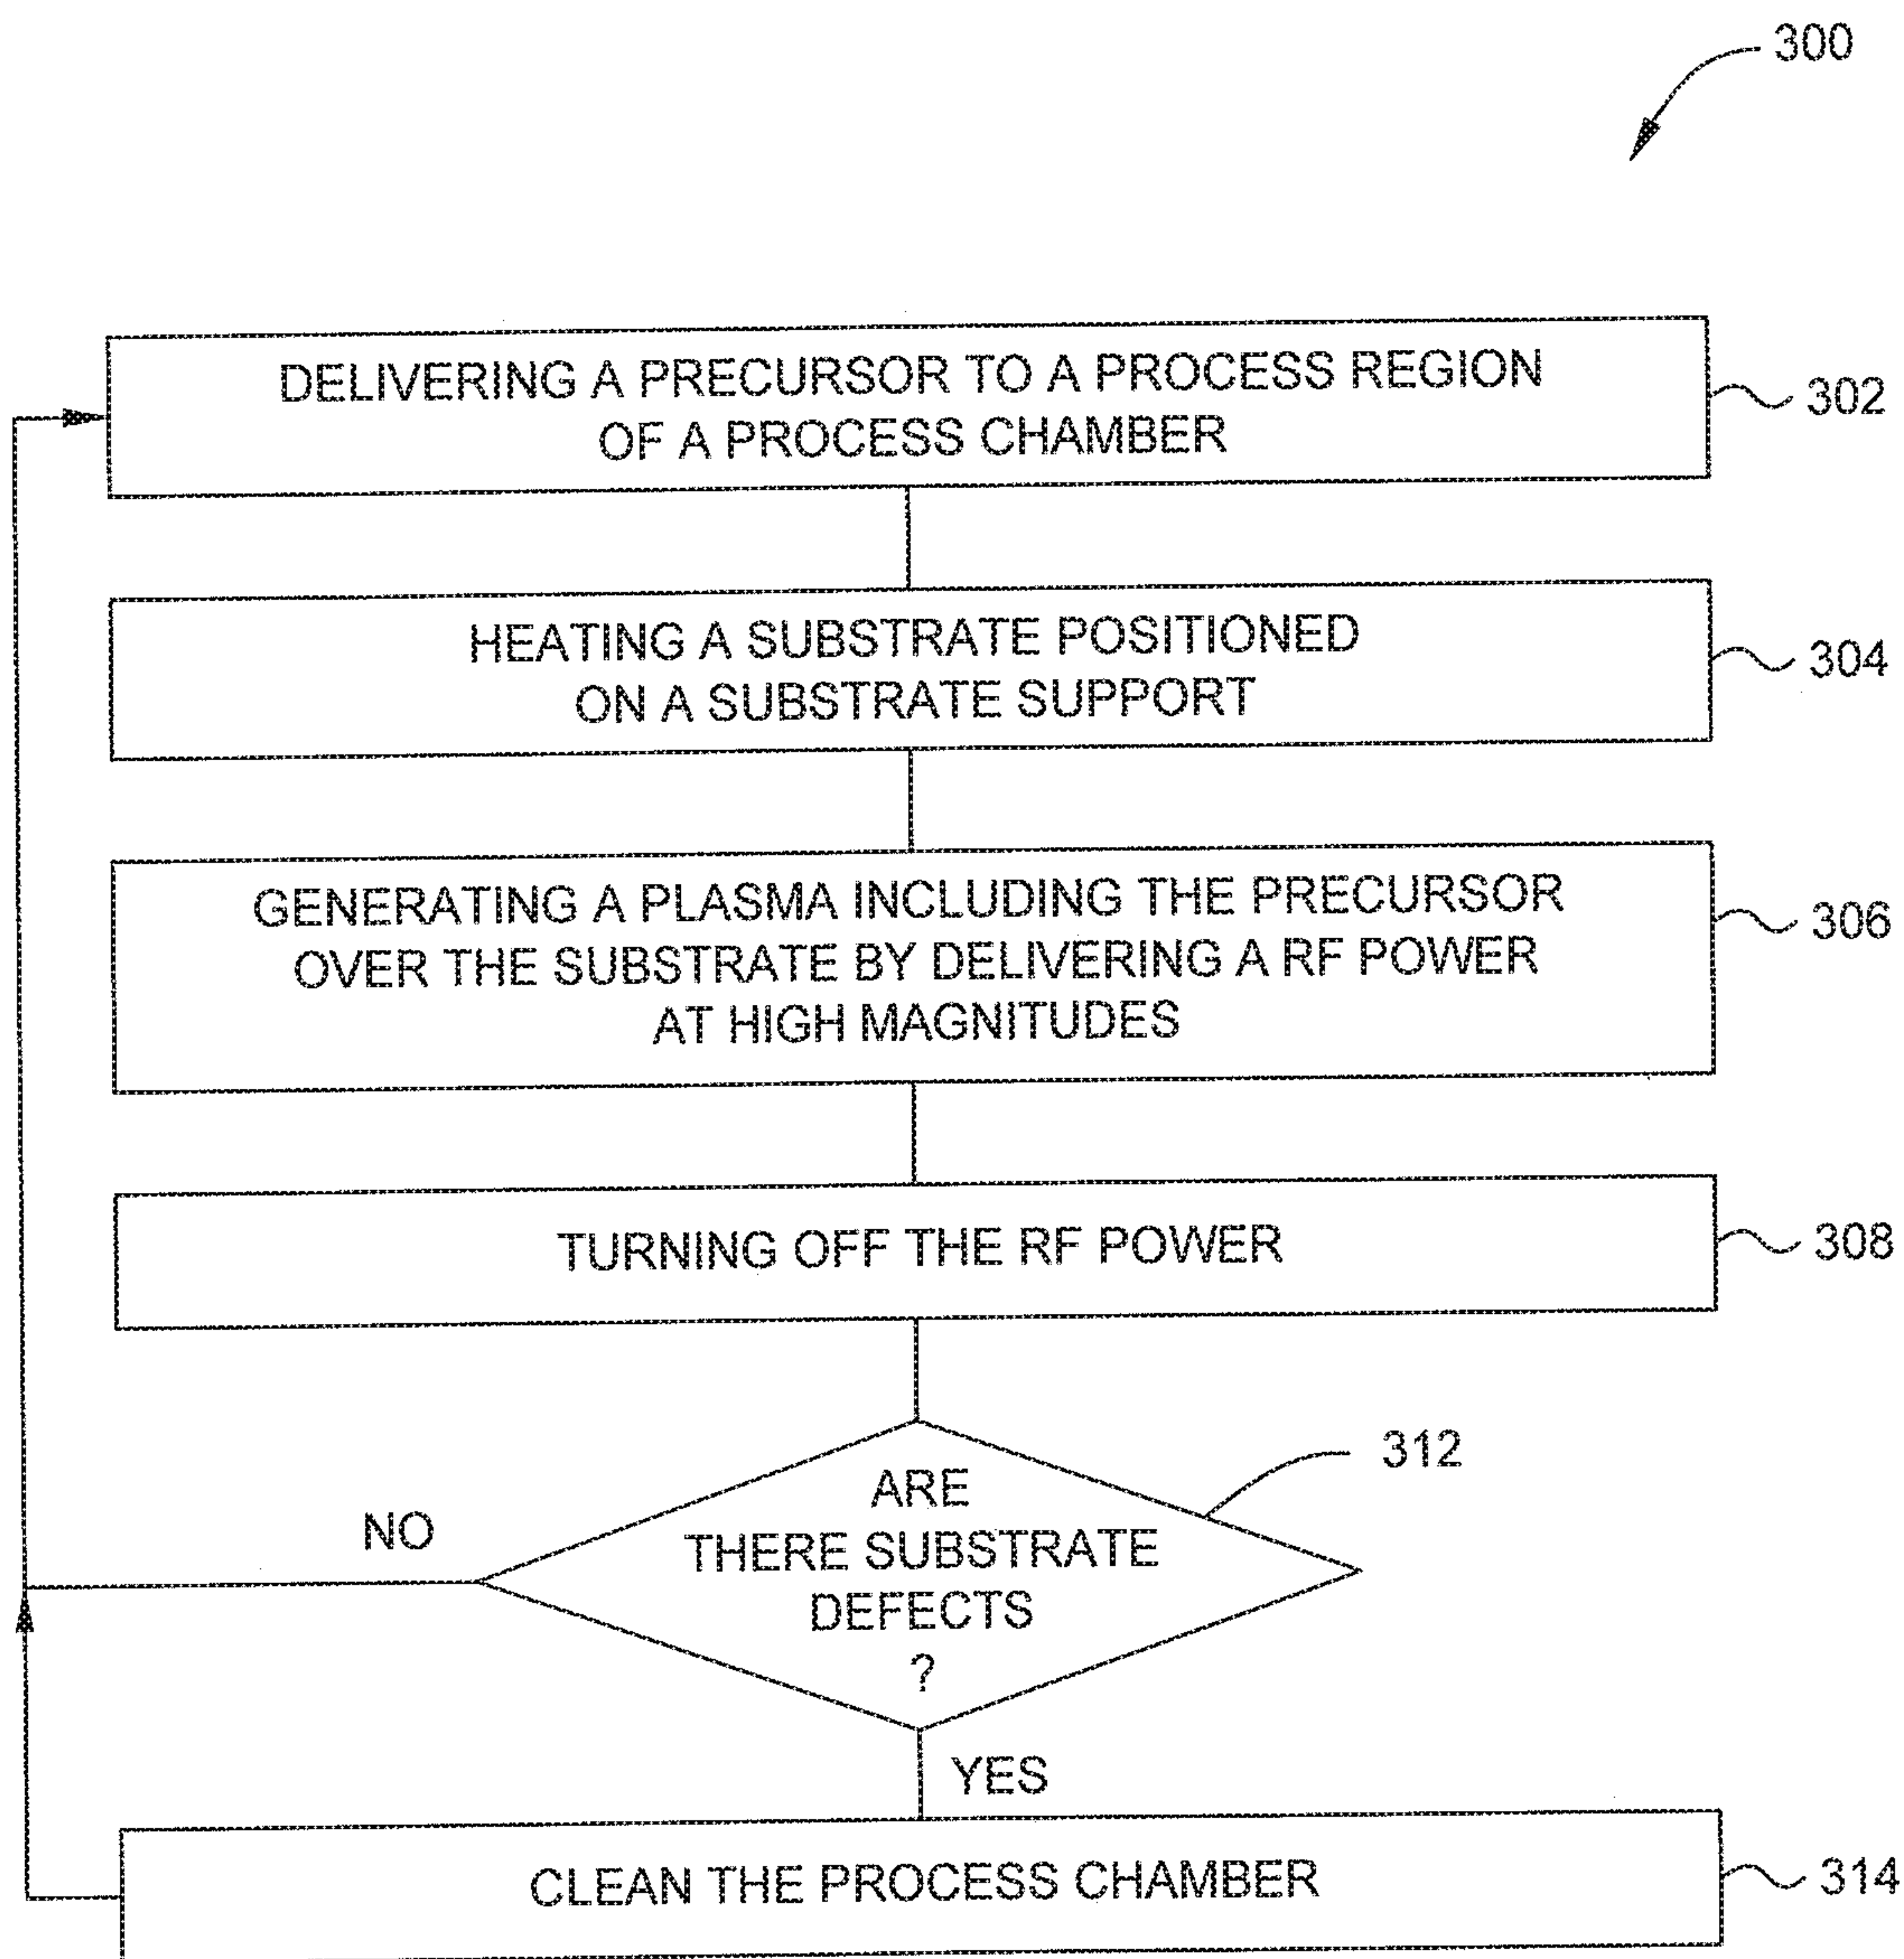 300
DELIVERING A PRECURSOR TO A PROCESS REGION
OF A PROCESS CHAMBER
302
HEATING A SUBSTRATE POSITIONED
ON A SUBSTRATE SUPPORT
304
GENERATING A PLASMA INCLUDING THE PRECURSOR
OVER THE SUBSTRATE BY DELIVERING A RF POWER
AT HIGH MAGNITUDES
306
TURNING OFF THE RF POWER
308
312
ARE
THERE SUBSTRATE
DEFECTS
?
NO
YES
CLEAN THE PROCESS CHAMBER
314